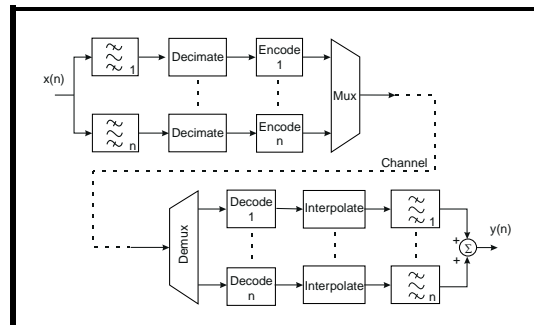 x(n)
1
Decimate
Encode
1
Mux
n
Decimate
Encode
n
Channel
Demux
Decode
1
Interpolate
1
+
Σ
y(n)
+
Decode
n
Interpolate
n